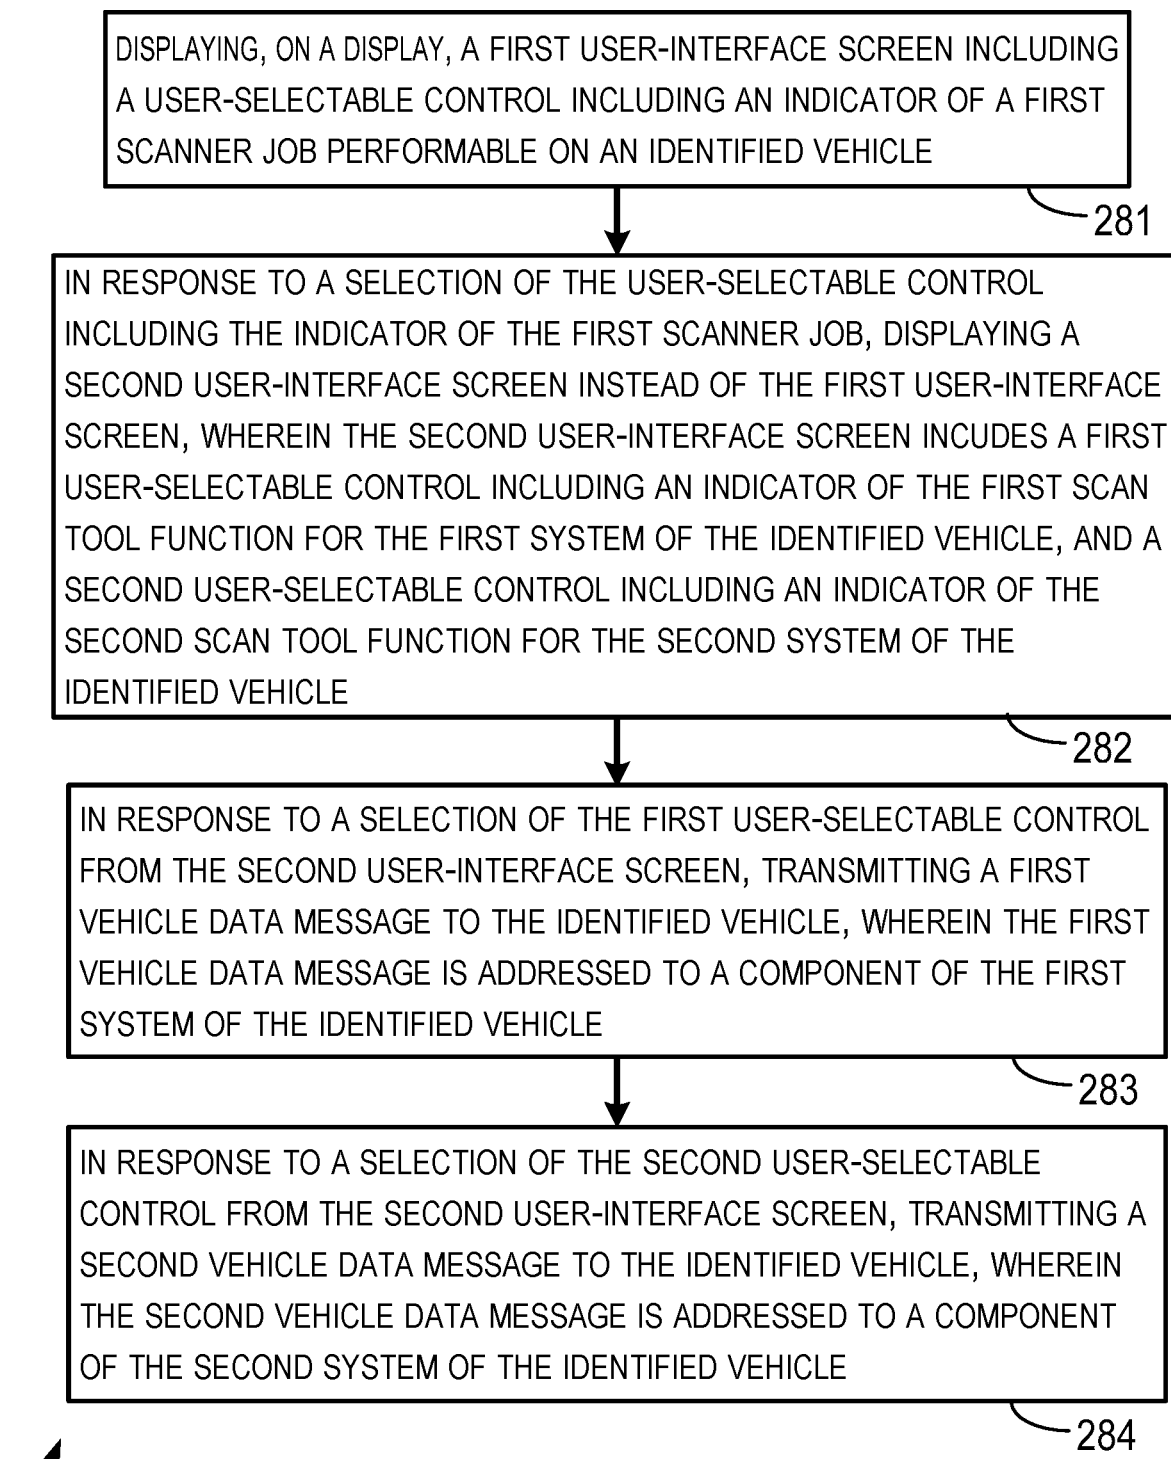 DISPLAYING, ON A DISPLAY, A FIRST USER-INTERFACE SCREEN INCLUDING
A USER-SELECTABLE CONTROL INCLUDING AN INDICATOR OF A FIRST
SCANNER JOB PERFORMABLE ON AN IDENTIFIED VEHICLE
281
IN RESPONSE TO A SELECTION OF THE USER-SELECTABLE CONTROL
INCLUDING THE INDICATOR OF THE FIRST SCANNER JOB, DISPLAYING A
SECOND USER-INTERFACE SCREEN INSTEAD OF THE FIRST USER-INTERFACE
SCREEN, WHEREIN THE SECOND USER-INTERFACE SCREEN INCUDES A FIRST
USER-SELECTABLE CONTROL INCLUDING AN INDICATOR OF THE FIRST SCAN
TOOL FUNCTION FOR THE FIRST SYSTEM OF THE IDENTIFIED VEHICLE, AND A
SECOND USER-SELECTABLE CONTROL INCLUDING AN INDICATOR OF THE
SECOND SCAN TOOL FUNCTION FOR THE SECOND SYSTEM OF THE
IDENTIFIED VEHICLE
282
IN RESPONSE TO A SELECTION OF THE FIRST USER-SELECTABLE CONTROL
FROM THE SECOND USER-INTERFACE SCREEN, TRANSMITTING A FIRST
VEHICLE DATA MESSAGE TO THE IDENTIFIED VEHICLE, WHEREIN THE FIRST
VEHICLE DATA MESSAGE IS ADDRESSED TO A COMPONENT OF THE FIRST
SYSTEM OF THE IDENTIFIED VEHICLE
283
IN RESPONSE TO A SELECTION OF THE SECOND USER-SELECTABLE
CONTROL FROM THE SECOND USER-INTERFACE SCREEN, TRANSMITTING A
SECOND VEHICLE DATA MESSAGE TO THE IDENTIFIED VEHICLE, WHEREIN
THE SECOND VEHICLE DATA MESSAGE IS ADDRESSED TO A COMPONENT
OF THE SECOND SYSTEM OF THE IDENTIFIED VEHICLE
284